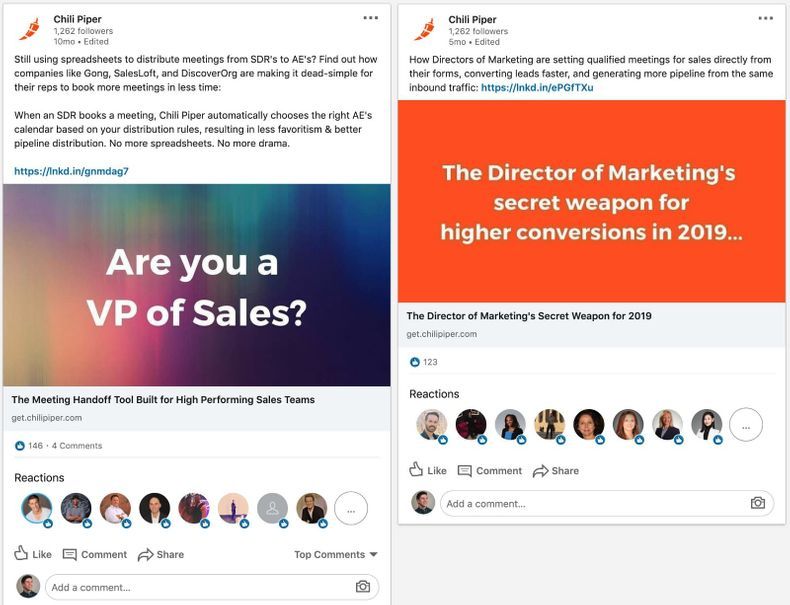 Chili Piper
1,262 followers
10mo • Edited
Still using spreadsheets to distribute meetings from SDR's to AE's? Find out how
companies like Gong, SalesLoft, and DiscoverOrg are making it dead-simple for
their reps to book more meetings in less time:
When an SDR books a meeting, Chili Piper automatically chooses the right AE's
calendar based on your distribution rules, resulting in less favoritism & better
pipeline distribution. No more spreadsheets. No more drama.
https://lnkd.in/gnmdag7
Are you a
VP of Sales?
The Meeting Handoff Tool Built for High Performing Sales Teams
get.chilipiper.com
146 · 4 Comments
Reactions
...
Like Comment Share Top Comments
Add a comment...
Chili Piper
1,262 followers
5mo • Edited
How Directors of Marketing are setting qualified meetings for sales directly from
their forms, converting leads faster, and generating more pipeline from the same
inbound traffic: https://lnkd.in/ePGfTXu
The Director of Marketing's
secret weapon for
higher conversions in 2019...
The Director of Marketing's Secret Weapon for 2019
get.chilipiper.com
123
Reactions
...
Like Comment Share
Add a comment...